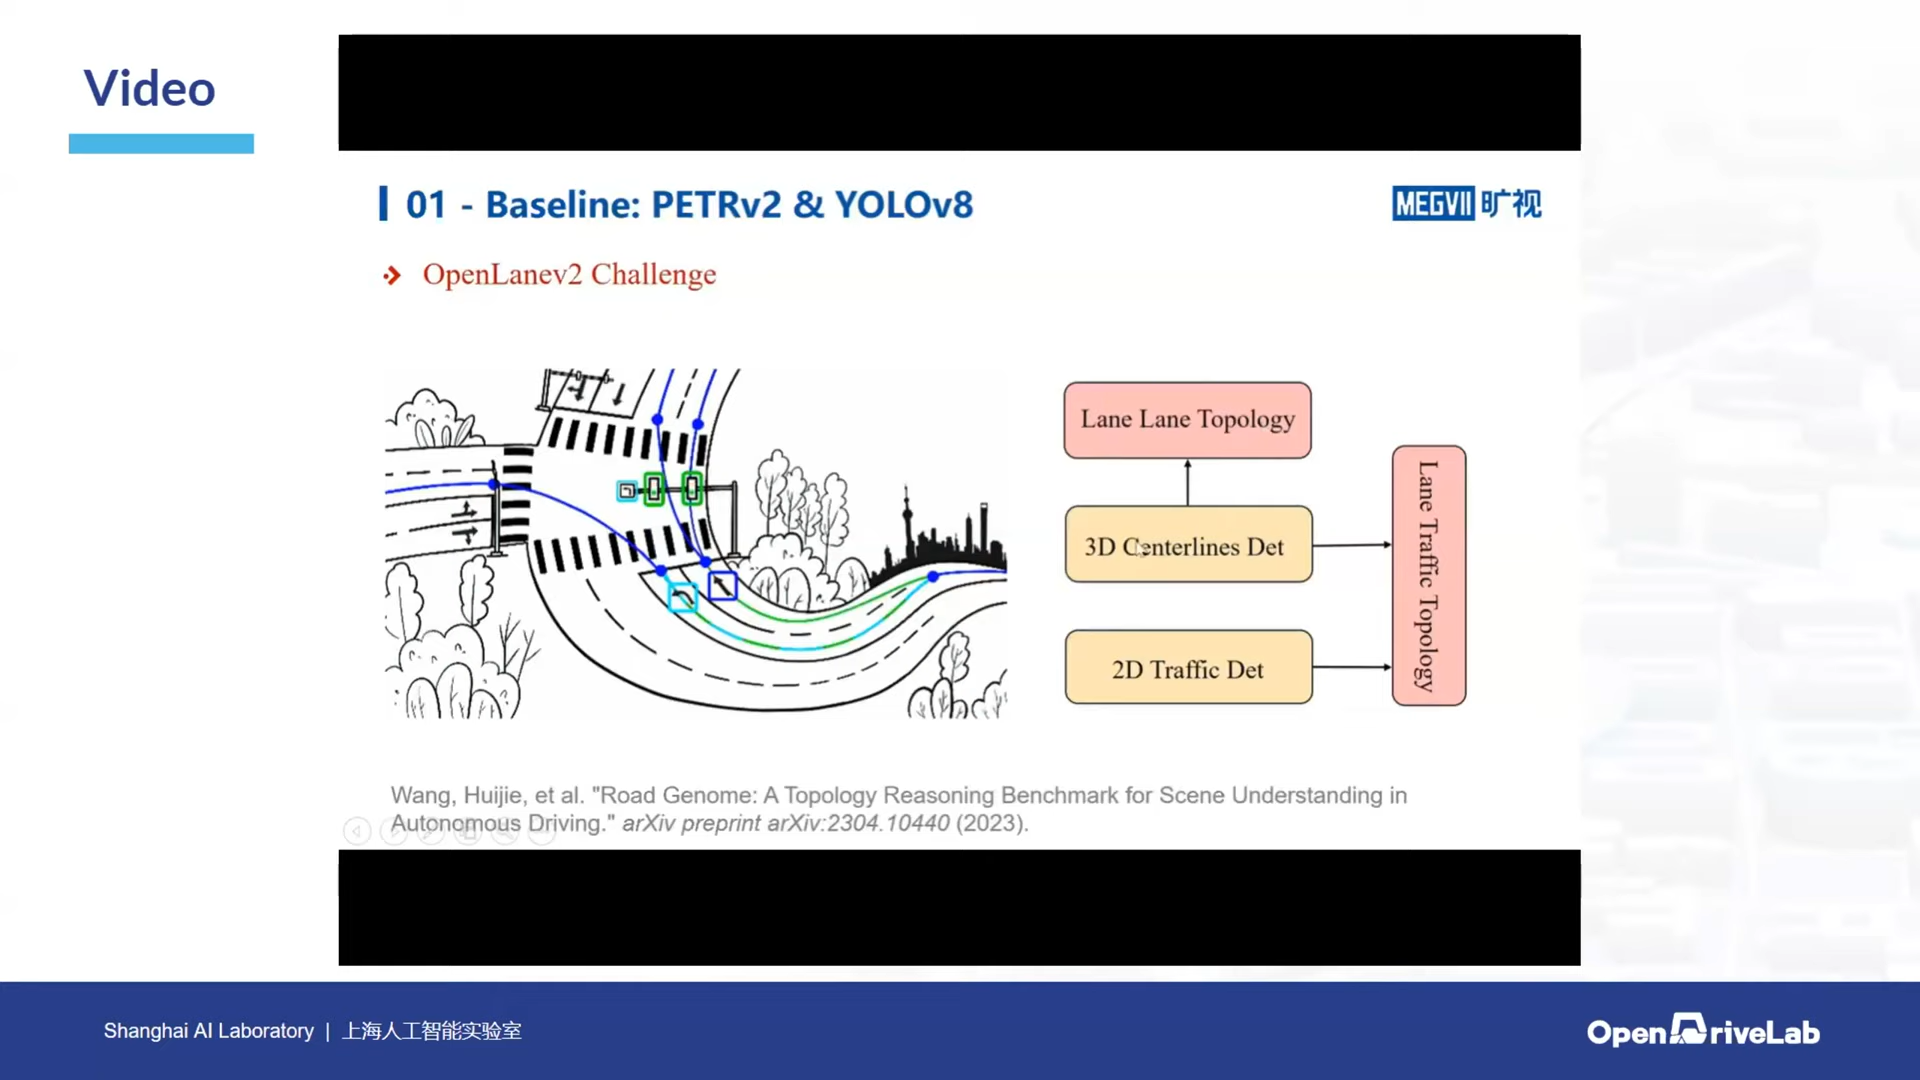 Video
01 - Baseline: PETRv2 & YOLOv8
MEGVII 旷视
OpenLanev2 Challenge
Lane Lane Topology
3D Centerlines Det
2D Traffic Det
Lane Traffic Topology
Wang, Huijie, et al. "Road Genome: A Topology Reasoning Benchmark for Scene Understanding in
Autonomous Driving." arXiv preprint arXiv:2304.10440 (2023).
Shanghai AI Laboratory | 上海人工智能实验室
OpenDriveLab